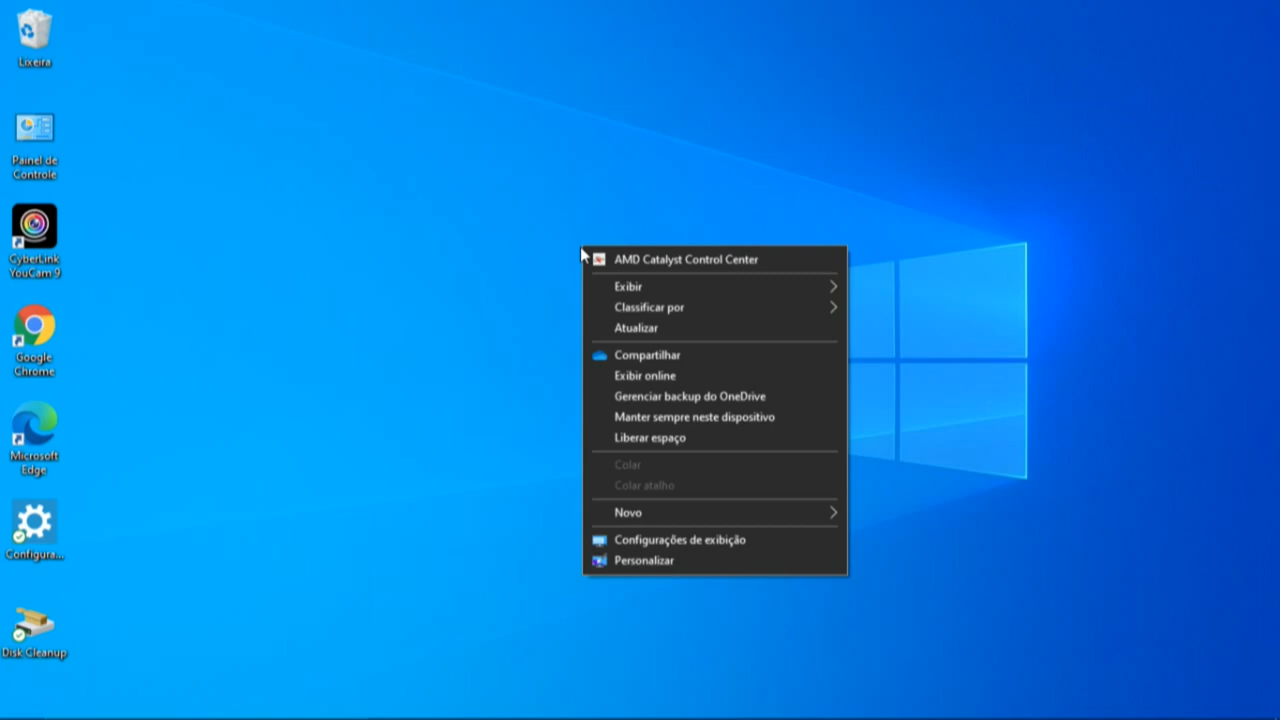 Lixeira
Painel de
Controle
CyberLink
YouCam 9
Google
Chrome
Microsoft
Edge
Configura...
Disk Cleanup
AMD Catalyst Control Center
Exibir
Classificar por
Atualizar
Compartilhar
Exibir online
Gerenciar backup do OneDrive
Manter sempre neste dispositivo
Liberar espaço
Colar
Colar atalho
Novo
Configurações de exibição
Personalizar